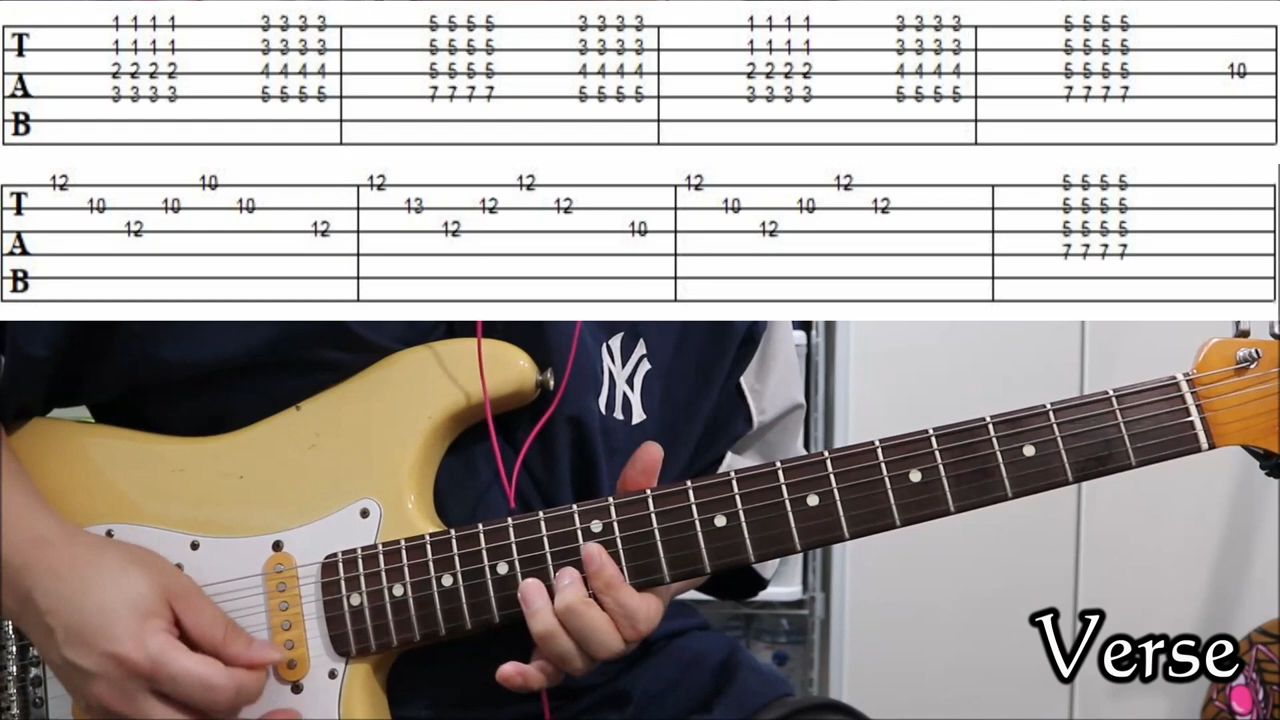 1 1 1 1 3 3 3 3 5 5 5 5 3 3 3 3 1 1 1 1 3 3 3 3 5 5 5 5
T 1 1 1 1 3 3 3 3 5 5 5 5 3 3 3 3 1 1 1 1 3 3 3 3 5 5 5 5
2 2 2 2 4 4 4 4 5 5 5 5 4 4 4 4 2 2 2 2 4 4 4 4 5 5 5 5 10
A 3 3 3 3 5 5 5 5 7 7 7 7 5 5 5 5 3 3 3 3 5 5 5 5 7 7 7 7
B
12 10 12 12 12 12 5 5 5 5
T 10 10 10 13 12 12 10 10 12 5 5 5 5
12 12 12 10 12 5 5 5 5
A 7 7 7 7
B
NY
Verse